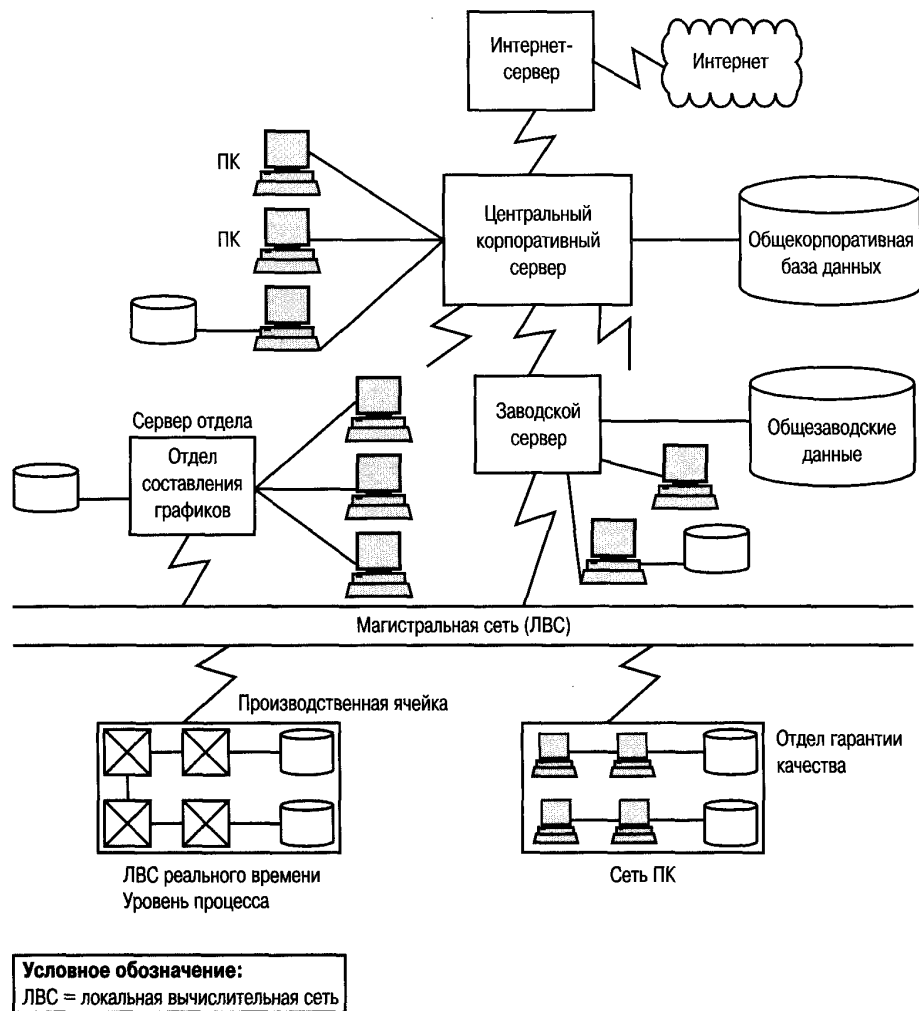 Интернет-
сервер
Интернет
ПК
ПК
Центральный
корпоративный
сервер
Общекорпоративная
база данных
Сервер отдела
Отдел
составления
графиков
Заводской
сервер
Общезаводские
данные
Магистральная сеть (ЛВС)
Производственная ячейка
Отдел гарантии
качества
ЛВС реального времени
Уровень процесса
Сеть ПК
Условное обозначение:
ЛВС = локальная вычислительная сеть